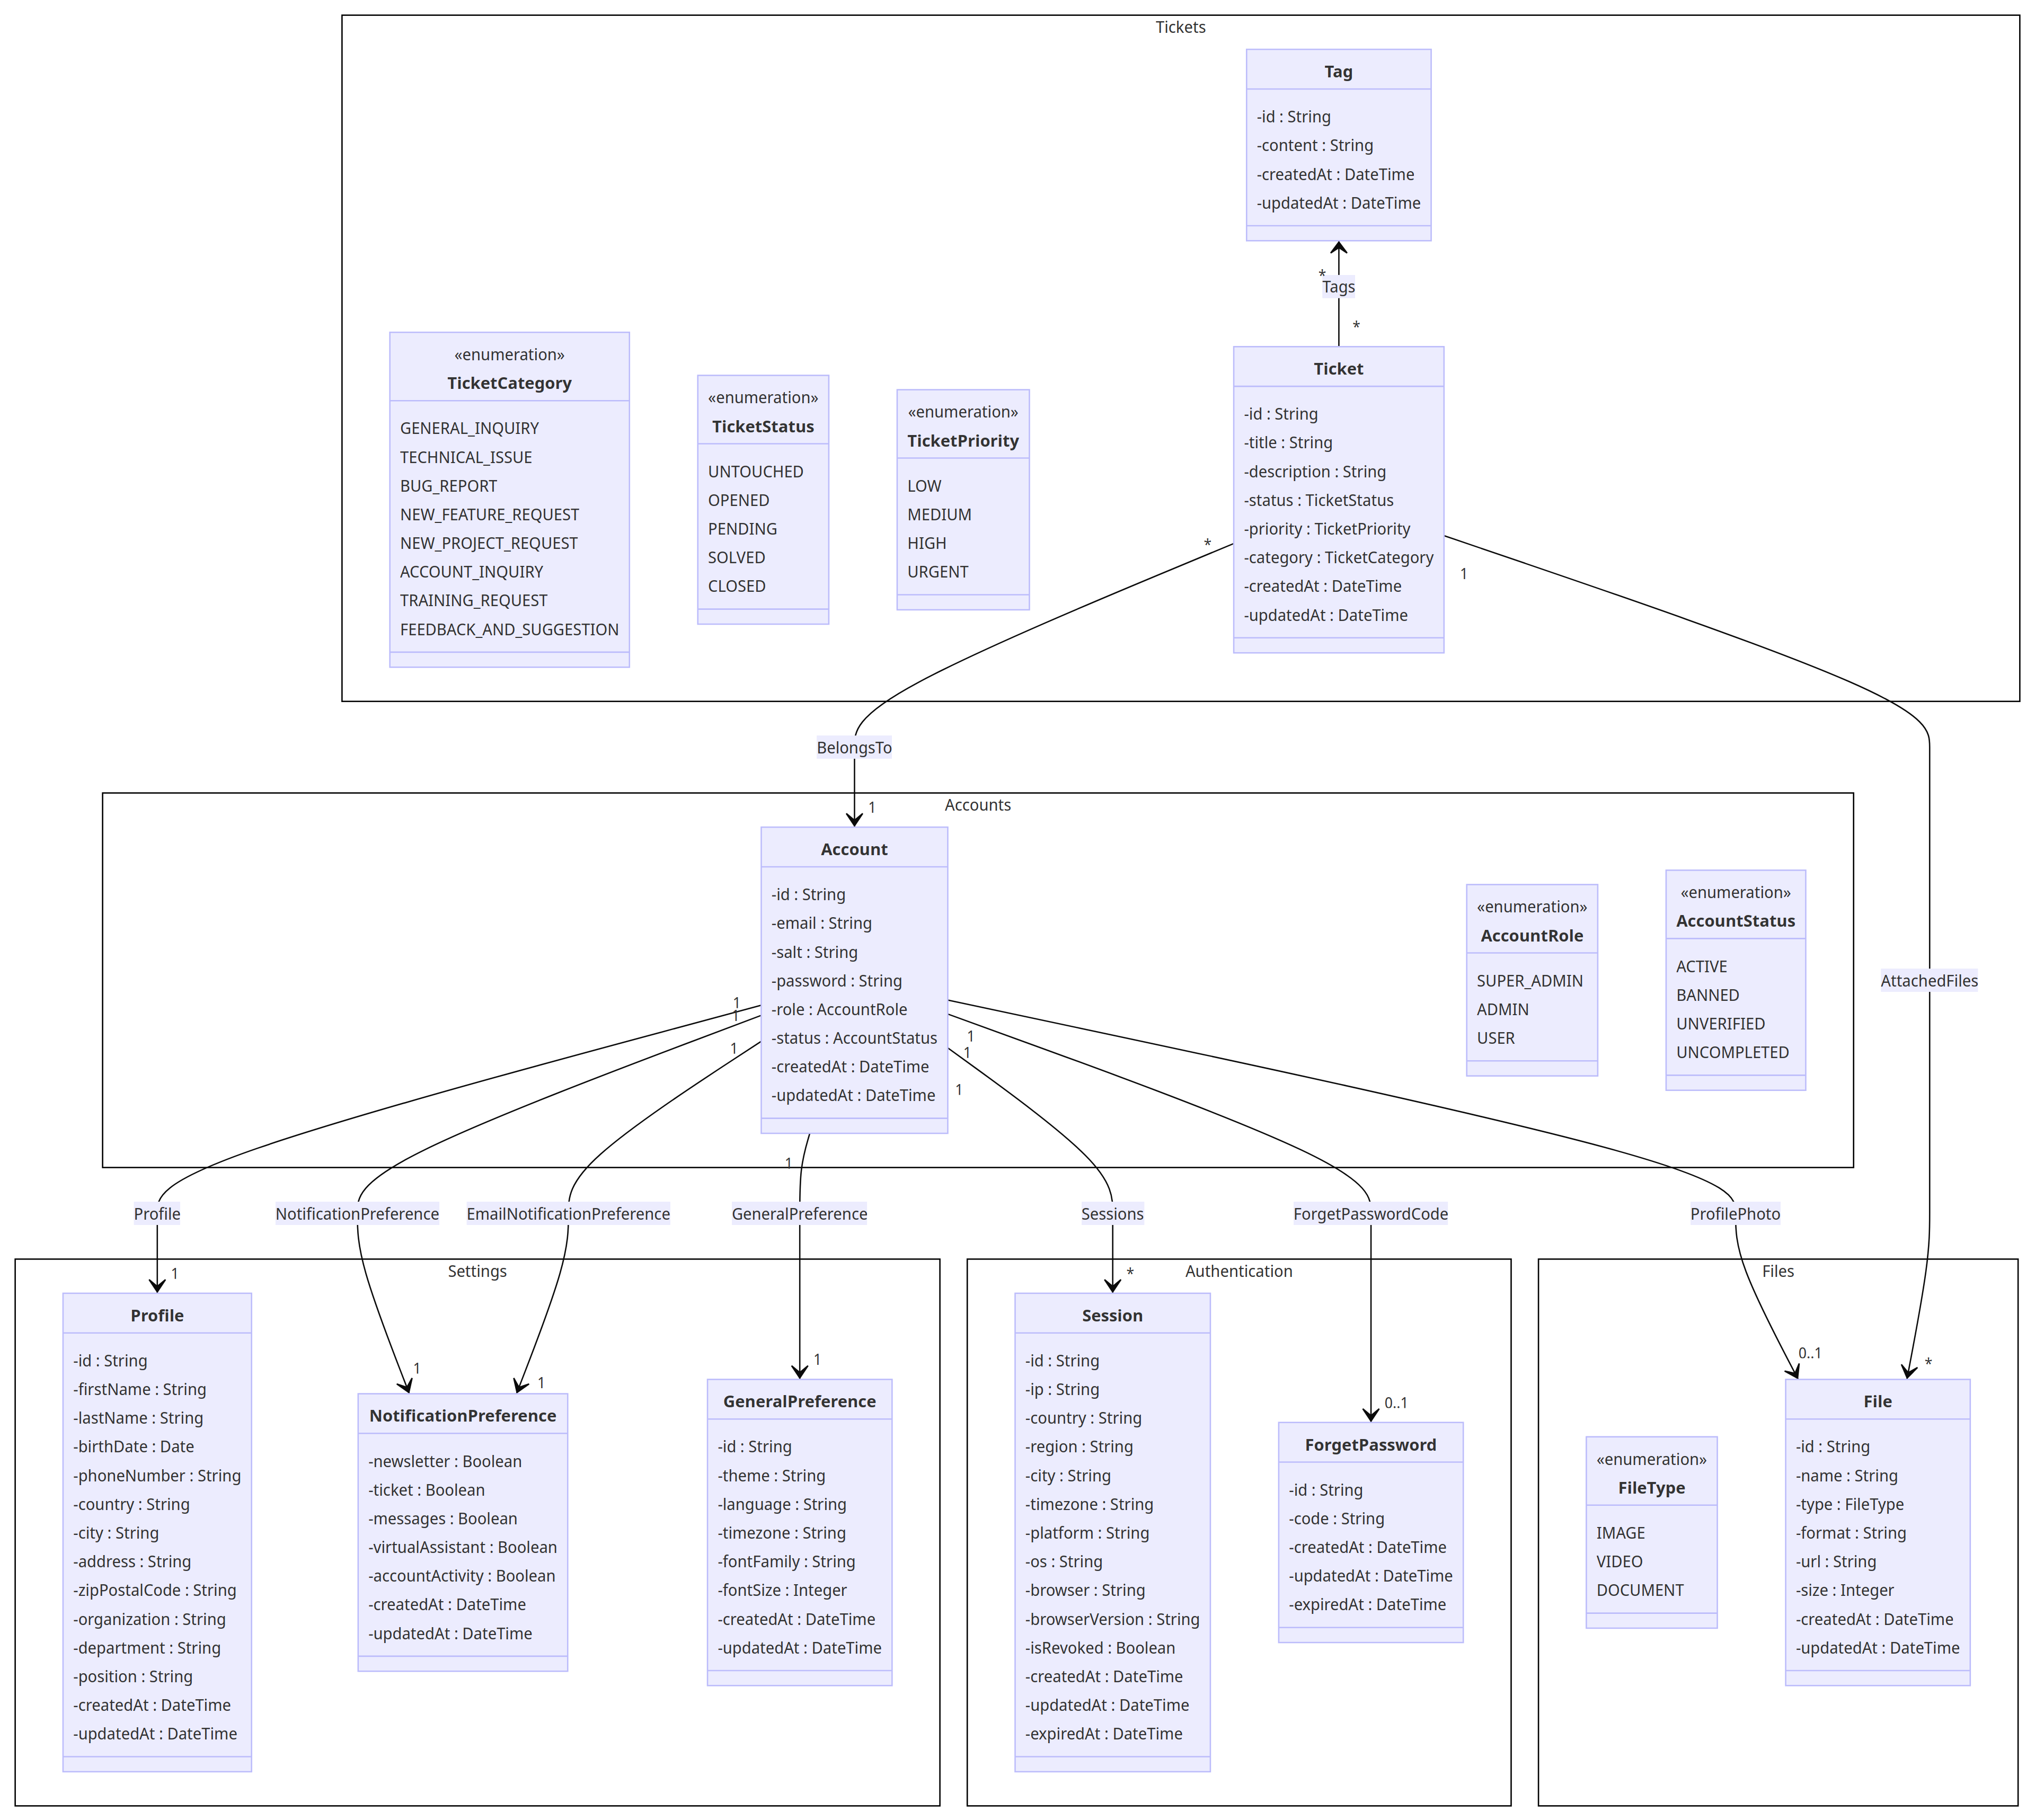 Tickets
Tag
-id : String
-content : String
-createdAt : DateTime
-updatedAt : DateTime
*
Tags
*
«enumeration»
TicketCategory
GENERAL_INQUIRY
TECHNICAL_ISSUE
BUG_REPORT
NEW_FEATURE_REQUEST
NEW_PROJECT_REQUEST
ACCOUNT_INQUIRY
TRAINING_REQUEST
FEEDBACK_AND_SUGGESTION
«enumeration»
TicketStatus
UNTOUCHED
OPENED
PENDING
SOLVED
CLOSED
«enumeration»
TicketPriority
LOW
MEDIUM
HIGH
URGENT
Ticket
-id : String
-title : String
-description : String
-status : TicketStatus
-priority : TicketPriority
-category : TicketCategory
-createdAt : DateTime
-updatedAt : DateTime
*
1
BelongsTo
1
Accounts
Account
-id : String
-email : String
-salt : String
-password : String
-role : AccountRole
-status : AccountStatus
-createdAt : DateTime
-updatedAt : DateTime
«enumeration»
AccountRole
SUPER_ADMIN
ADMIN
USER
«enumeration»
AccountStatus
ACTIVE
BANNED
UNVERIFIED
UNCOMPLETED
AttachedFiles
1
1
1
1
1
1
1
Profile
NotificationPreference
EmailNotificationPreference
GeneralPreference
Sessions
ForgetPasswordCode
ProfilePhoto
Settings
1
Profile
-id : String
-firstName : String
-lastName : String
-birthDate : Date
-phoneNumber : String
-country : String
-city : String
-address : String
-zipPostalCode : String
-organization : String
-department : String
-position : String
-createdAt : DateTime
-updatedAt : DateTime
1
1
NotificationPreference
-newsletter : Boolean
-ticket : Boolean
-messages : Boolean
-virtualAssistant : Boolean
-accountActivity : Boolean
-createdAt : DateTime
-updatedAt : DateTime
1
GeneralPreference
-id : String
-theme : String
-language : String
-timezone : String
-fontFamily : String
-fontSize : Integer
-createdAt : DateTime
-updatedAt : DateTime
Authentication
*
Session
-id : String
-ip : String
-country : String
-region : String
-city : String
-timezone : String
-platform : String
-os : String
-browser : String
-browserVersion : String
-isRevoked : Boolean
-createdAt : DateTime
-updatedAt : DateTime
-expiredAt : DateTime
0..1
ForgetPassword
-id : String
-code : String
-createdAt : DateTime
-updatedAt : DateTime
-expiredAt : DateTime
Files
«enumeration»
FileType
IMAGE
VIDEO
DOCUMENT
0..1
*
File
-id : String
-name : String
-type : FileType
-format : String
-url : String
-size : Integer
-createdAt : DateTime
-updatedAt : DateTime